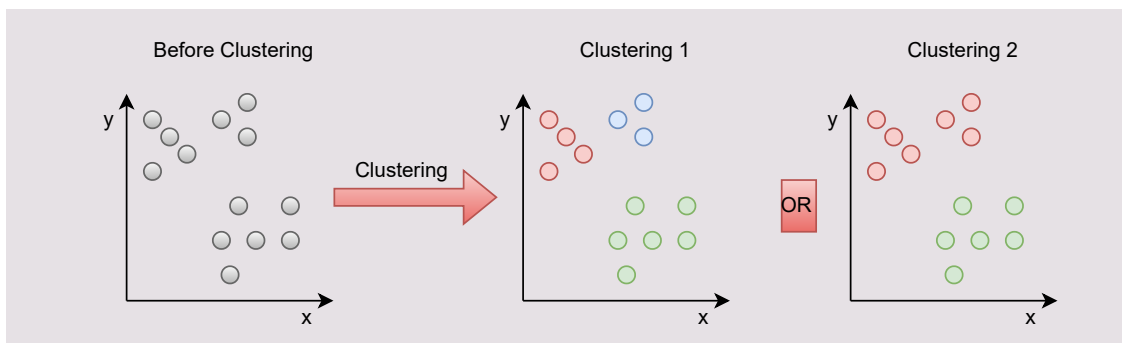 Before Clustering
Clustering 1
Clustering 2
y
x
Clustering
y
x
OR
y
x